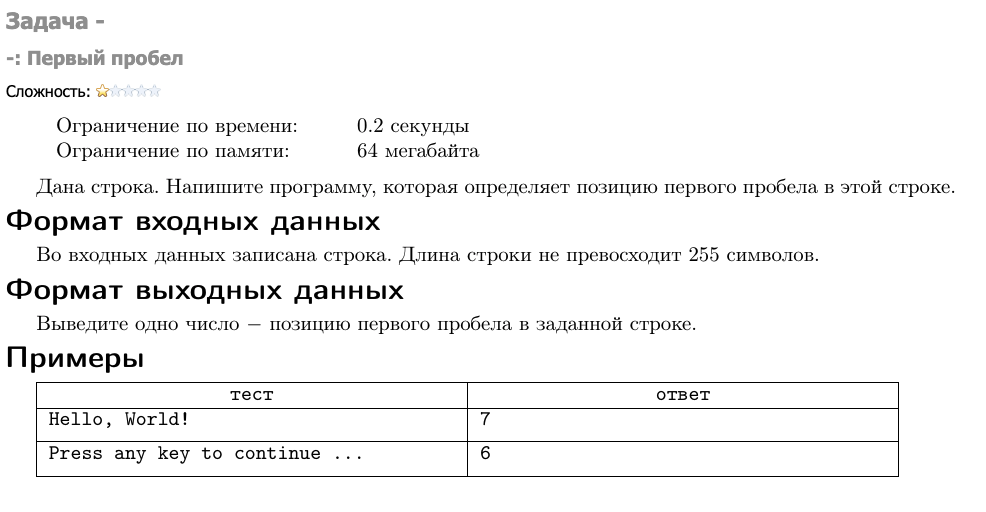 Задача -
-: Первый пробел
Сложность:
Ограничение по времени: 0.2 секунды
Ограничение по памяти: 64 мегабайта
Дана строка. Напишите программу, которая определяет позицию первого пробела в этой строке.
Формат входных данных
Во входных данных записана строка. Длина строки не превосходит 255 символов.
Формат выходных данных
Выведите одно число − позицию первого пробела в заданной строке.
Примеры
тест ответ
Hello, World! 7
Press any key to continue ... 6